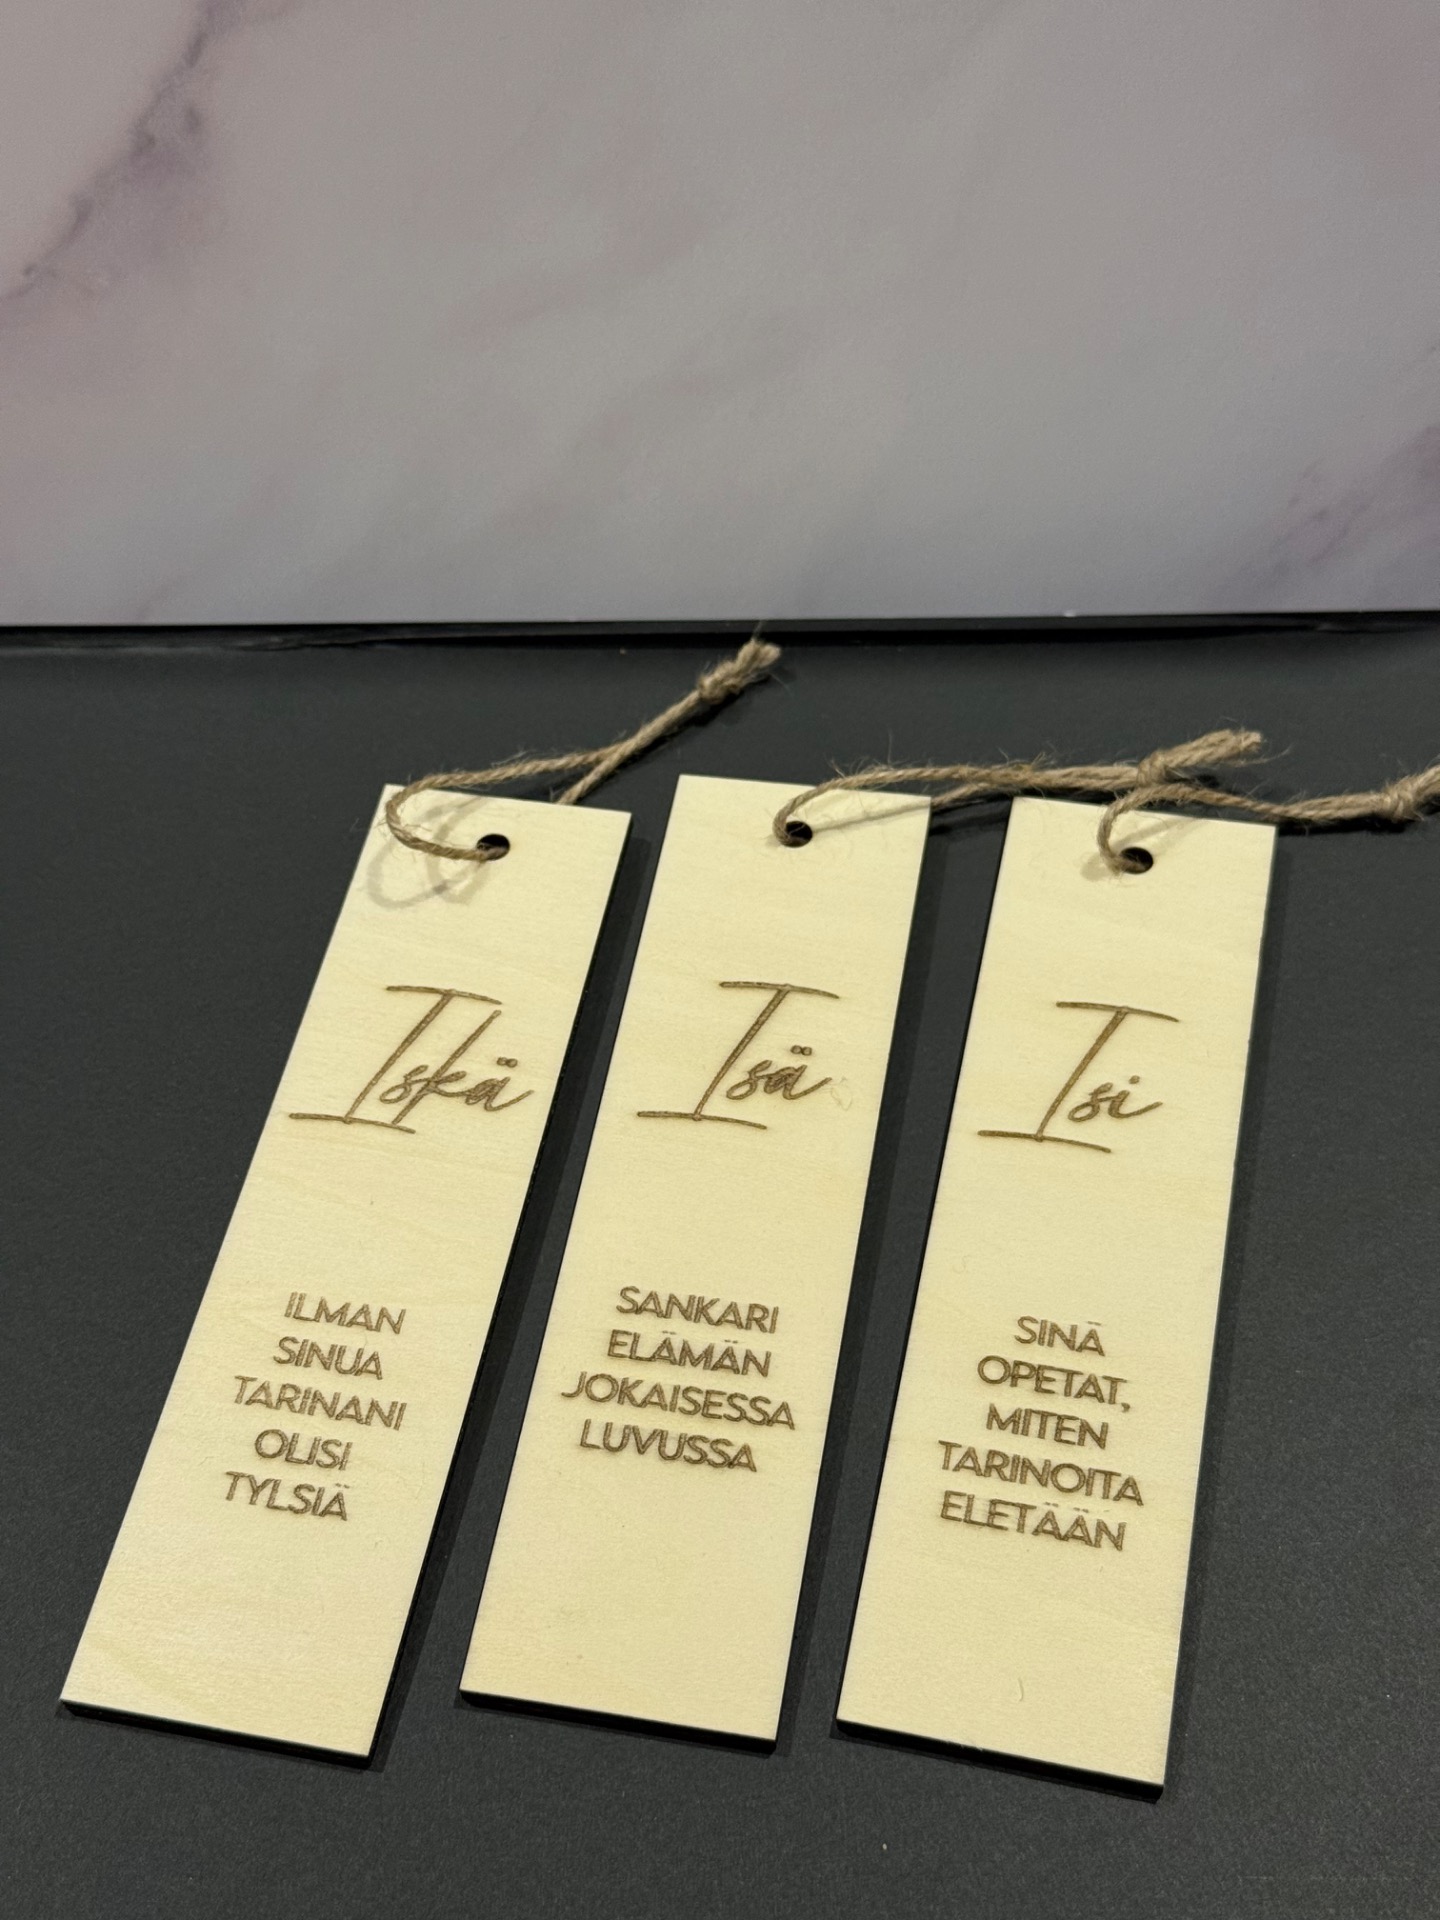 Iskä
ILMAN
SINUA
TARINANI
OLISI
TYLSIÄ
Isä
SANKARI
ELÄMÄN
JOKAISESSA
LUVUSSA
Isi
SINÄ
OPETAT,
MITEN
TARINOITA
ELETÄÄN